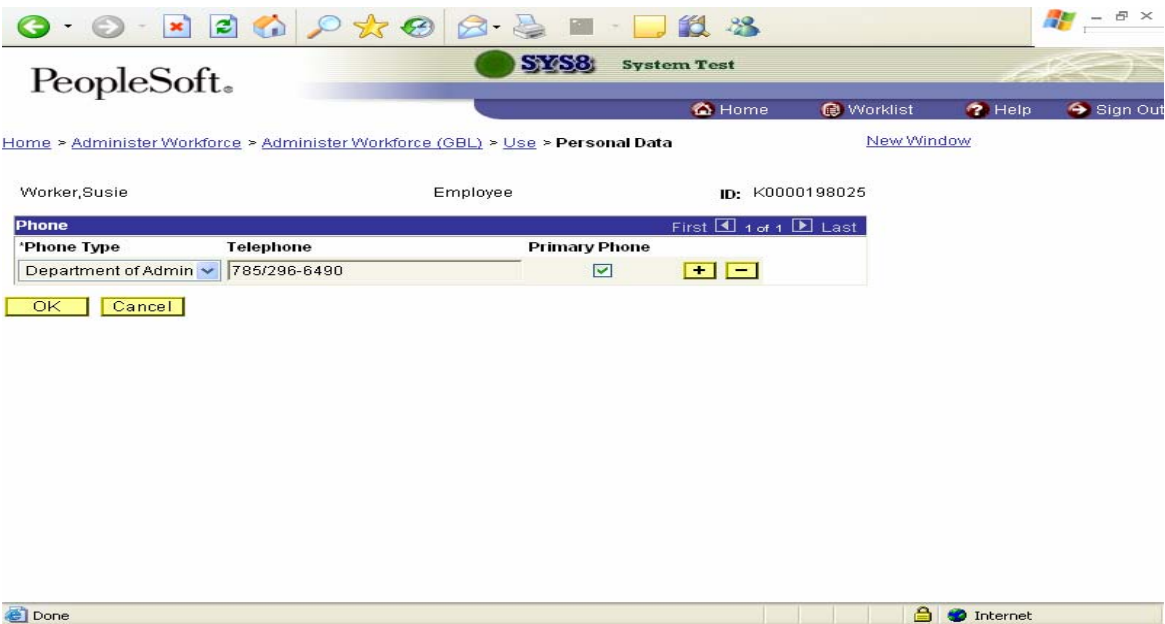 SYS8 System Test
PeopleSoft.
Home Worklist Help Sign Out
Home > Administer Workforce > Administer Workforce (GBL) > Use > Personal Data New Window
Worker,Susie Employee ID: K0000198025
Phone First 1 of 1 Last
*Phone Type Telephone Primary Phone
Department of Admin 785/296-6490
OK Cancel
Done Internet